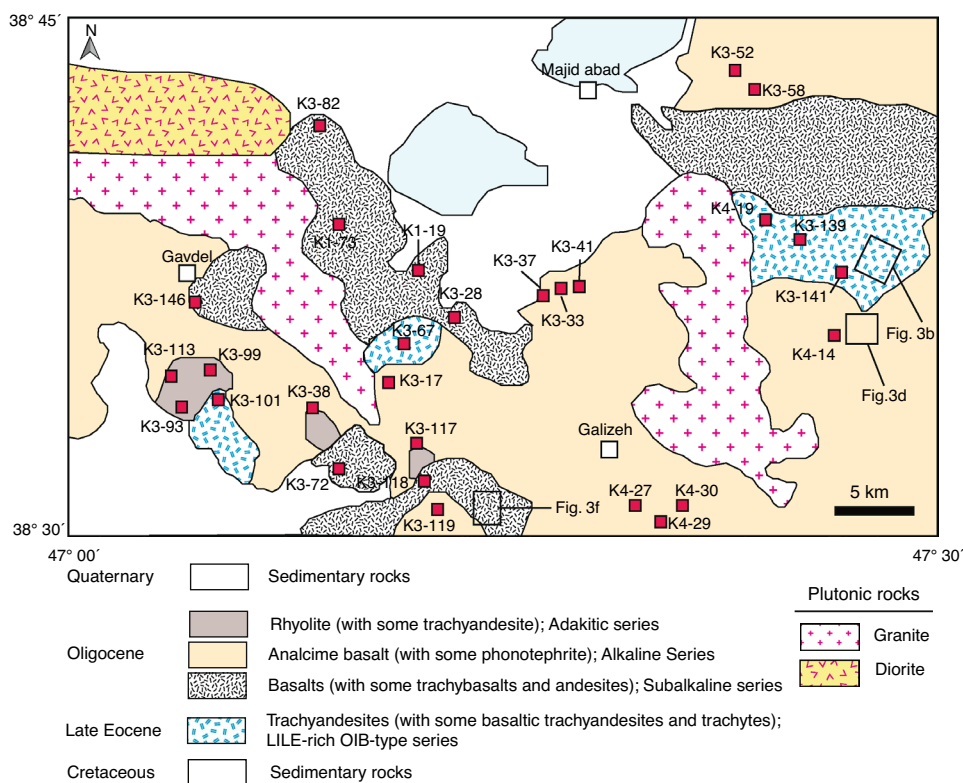 38° 45´
N
Majid abad
K3-52
K3-58
K3-82
K1-73
K1-19
K4-19
K3-139
K3-41
K3-37
K3-33
K3-141
Gavdel
K3-146
K3-28
K3-67
Fig. 3b
K4-14
K3-113
K3-99
K3-17
Fig.3d
K3-101
K3-38
K3-93
K3-117
Galizeh
K3-72
K3-118
K3-119
Fig. 3f
K4-27
K4-30
K4-29
5 km
38° 30´
47° 00´
47° 30´
Quaternary
Sedimentary rocks
Plutonic rocks
Rhyolite (with some trachyandesite); Adakitic series
Granite
Oligocene
Analcime basalt (with some phonotephrite); Alkaline Series
Diorite
Basalts (with some trachybasalts and andesites); Subalkaline series
Late Eocene
Trachyandesites (with some basaltic trachyandesites and trachytes);
LILE-rich OIB-type series
Cretaceous
Sedimentary rocks